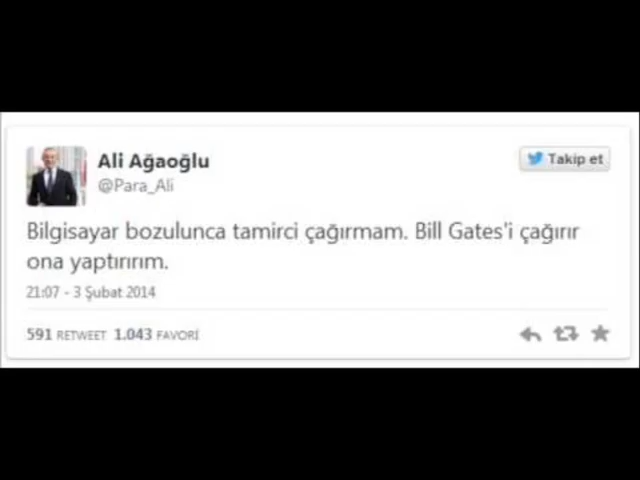 Ali Ağaoğlu
Takip et
@Para_Ali
Bilgisayar bozulunca tamirci çağırmam. Bill Gates'i çağırır
ona yaptırırım.
21:07 - 3 Şubat 2014
591 RETWEET 1.043 FAVORİ